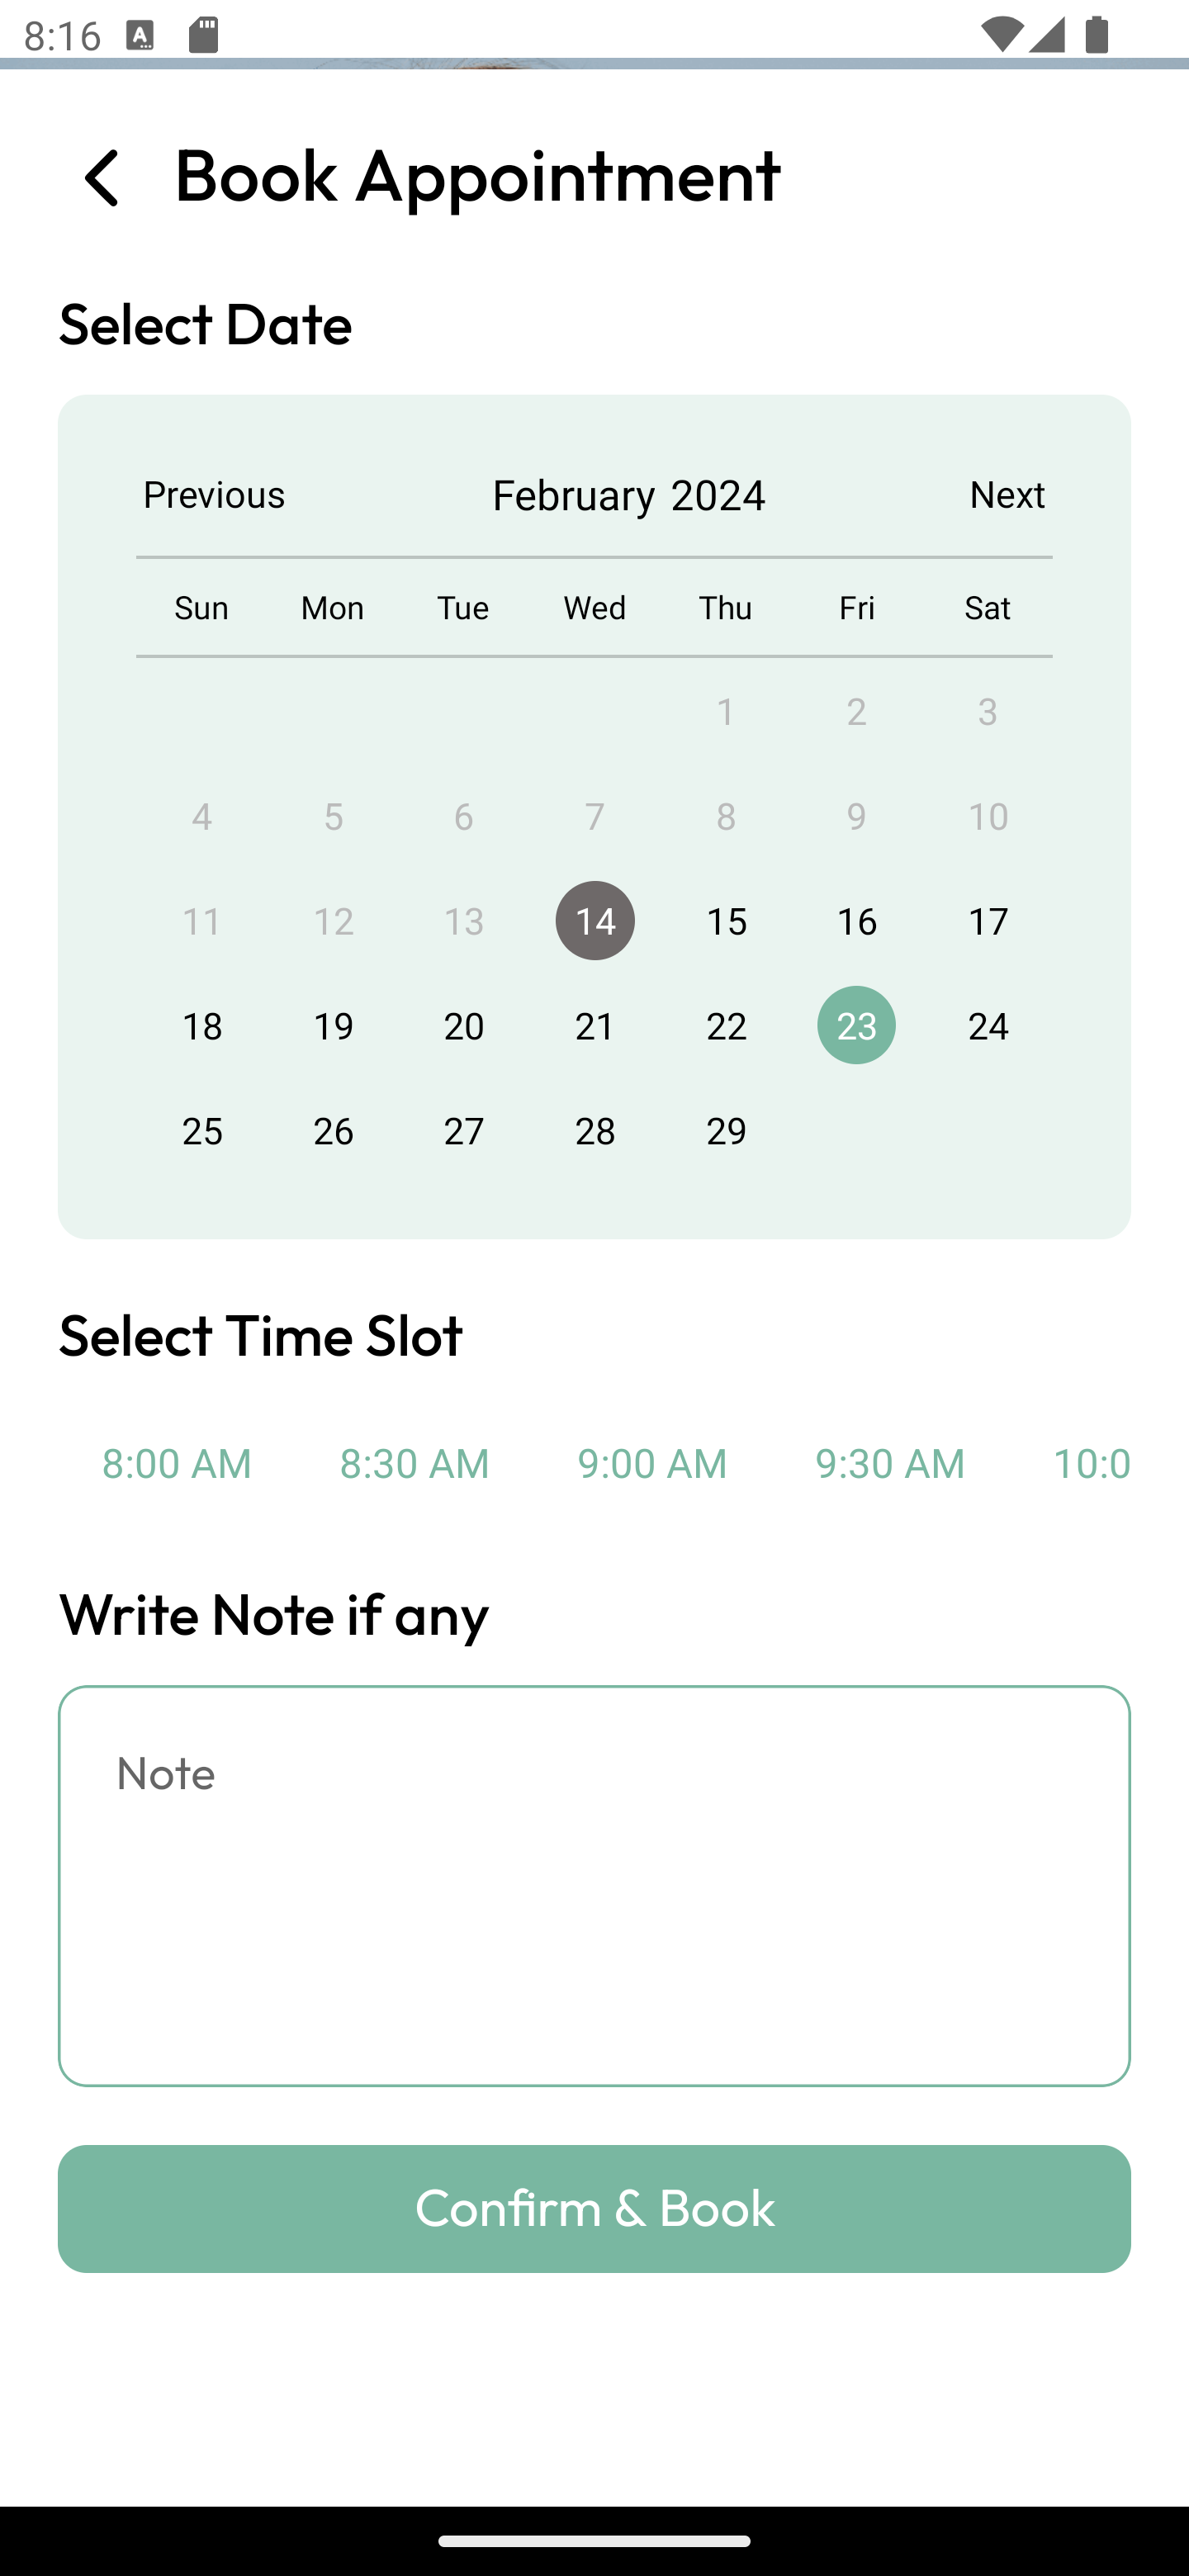 8:16
Book Appointment
Select Date
Previous February 2024 Next
Sun Mon Tue Wed Thu Fri Sat
1 2 3
4 5 6 7 8 9 10
11 12 13 14 15 16 17
18 19 20 21 22 23 24
25 26 27 28 29
Select Time Slot
8:00 AM 8:30 AM 9:00 AM 9:30 AM 10:0
Write Note if any
Note
Confirm & Book